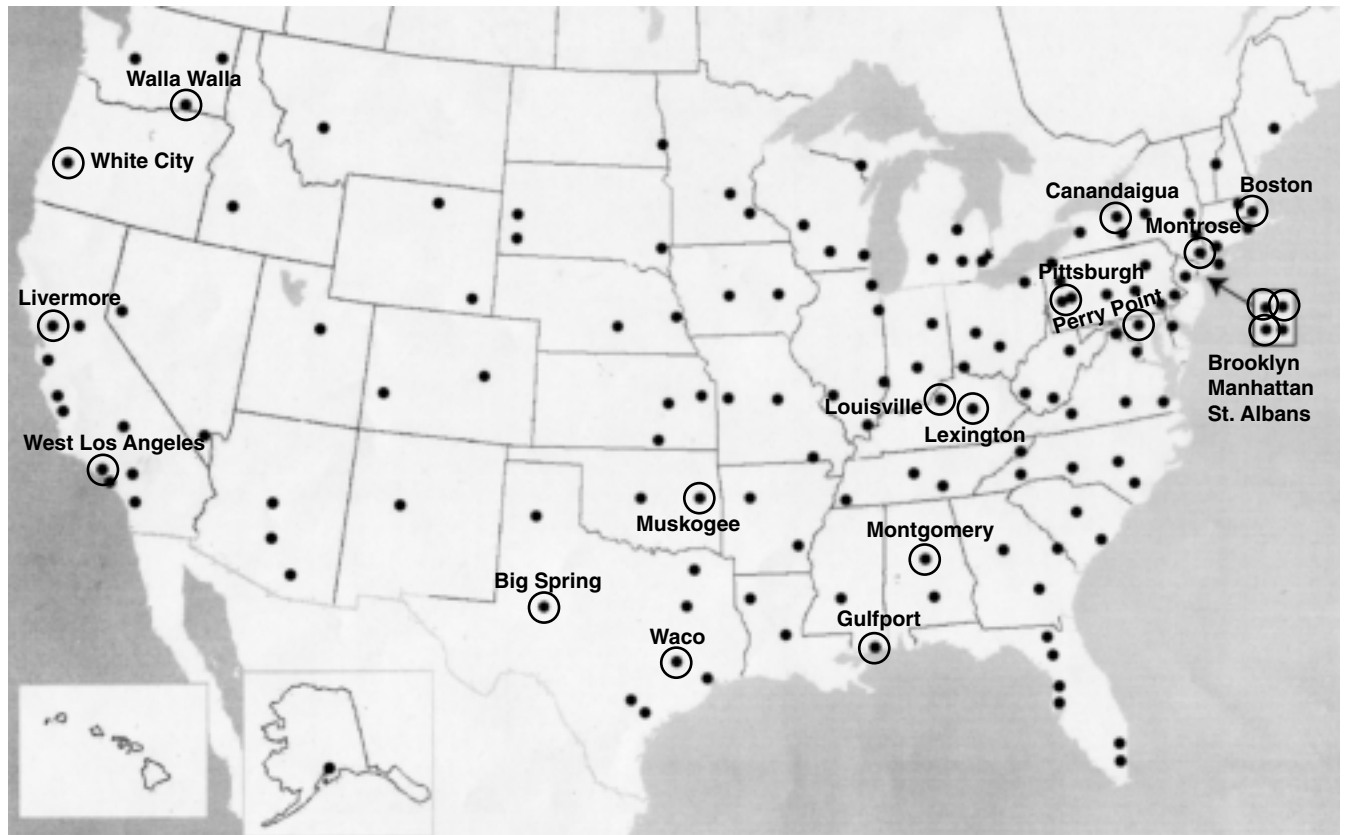 Walla Walla
White City
Canandaigua
Boston
Montrose
Pittsburgh
Livermore
Perry Point
Brooklyn
Manhattan
St. Albans
Louisville
Lexington
West Los Angeles
Muskogee
Montgomery
Big Spring
Gulfport
Waco